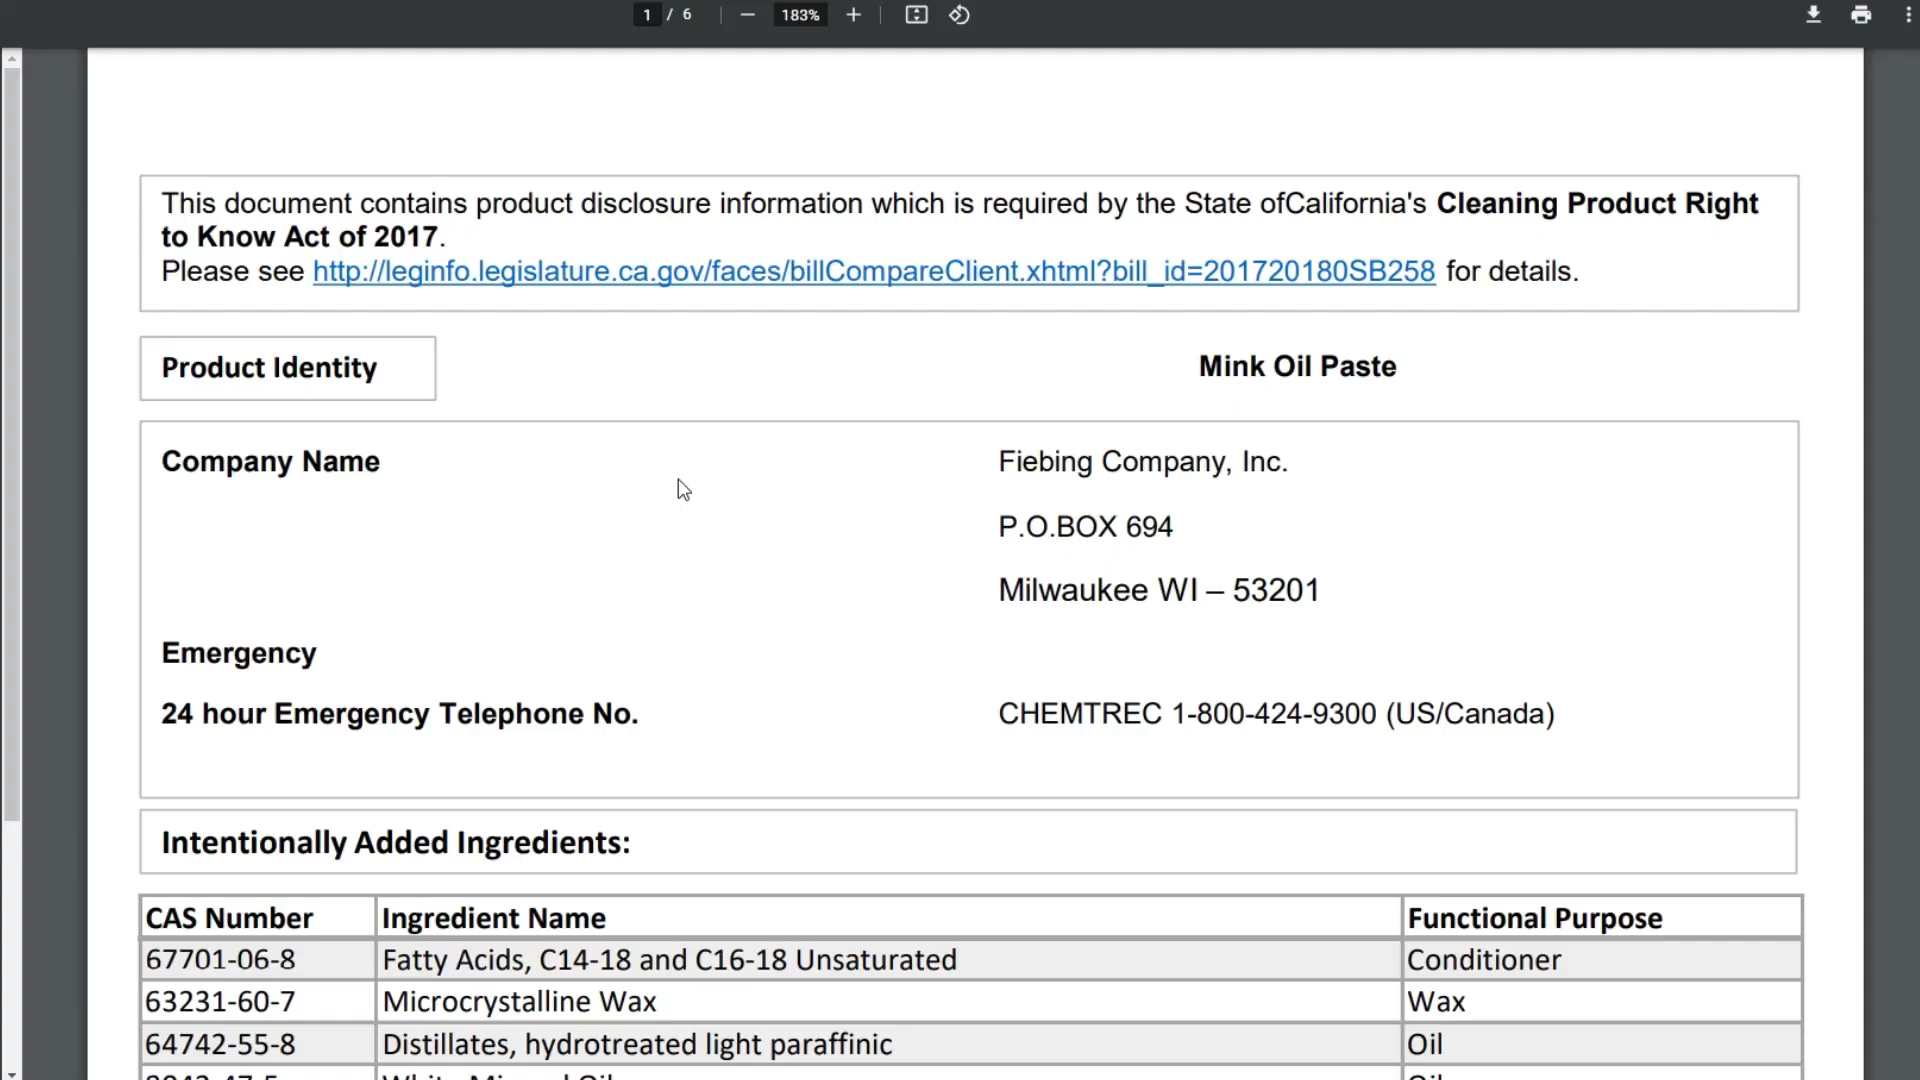 1 / 6 183%
This document contains product disclosure information which is required by the State ofCalifornia's Cleaning Product Right
to Know Act of 2017.
Please see http://leginfo.legislature.ca.gov/faces/billCompareClient.xhtml?bill_id=201720180SB258 for details.
Product Identity Mink Oil Paste
Company Name Fiebing Company, Inc.
P.O.BOX 694
Milwaukee WI – 53201
Emergency
24 hour Emergency Telephone No. CHEMTREC 1-800-424-9300 (US/Canada)
Intentionally Added Ingredients:
CAS Number Ingredient Name Functional Purpose
67701-06-8 Fatty Acids, C14-18 and C16-18 Unsaturated Conditioner
63231-60-7 Microcrystalline Wax Wax
64742-55-8 Distillates, hydrotreated light paraffinic Oil